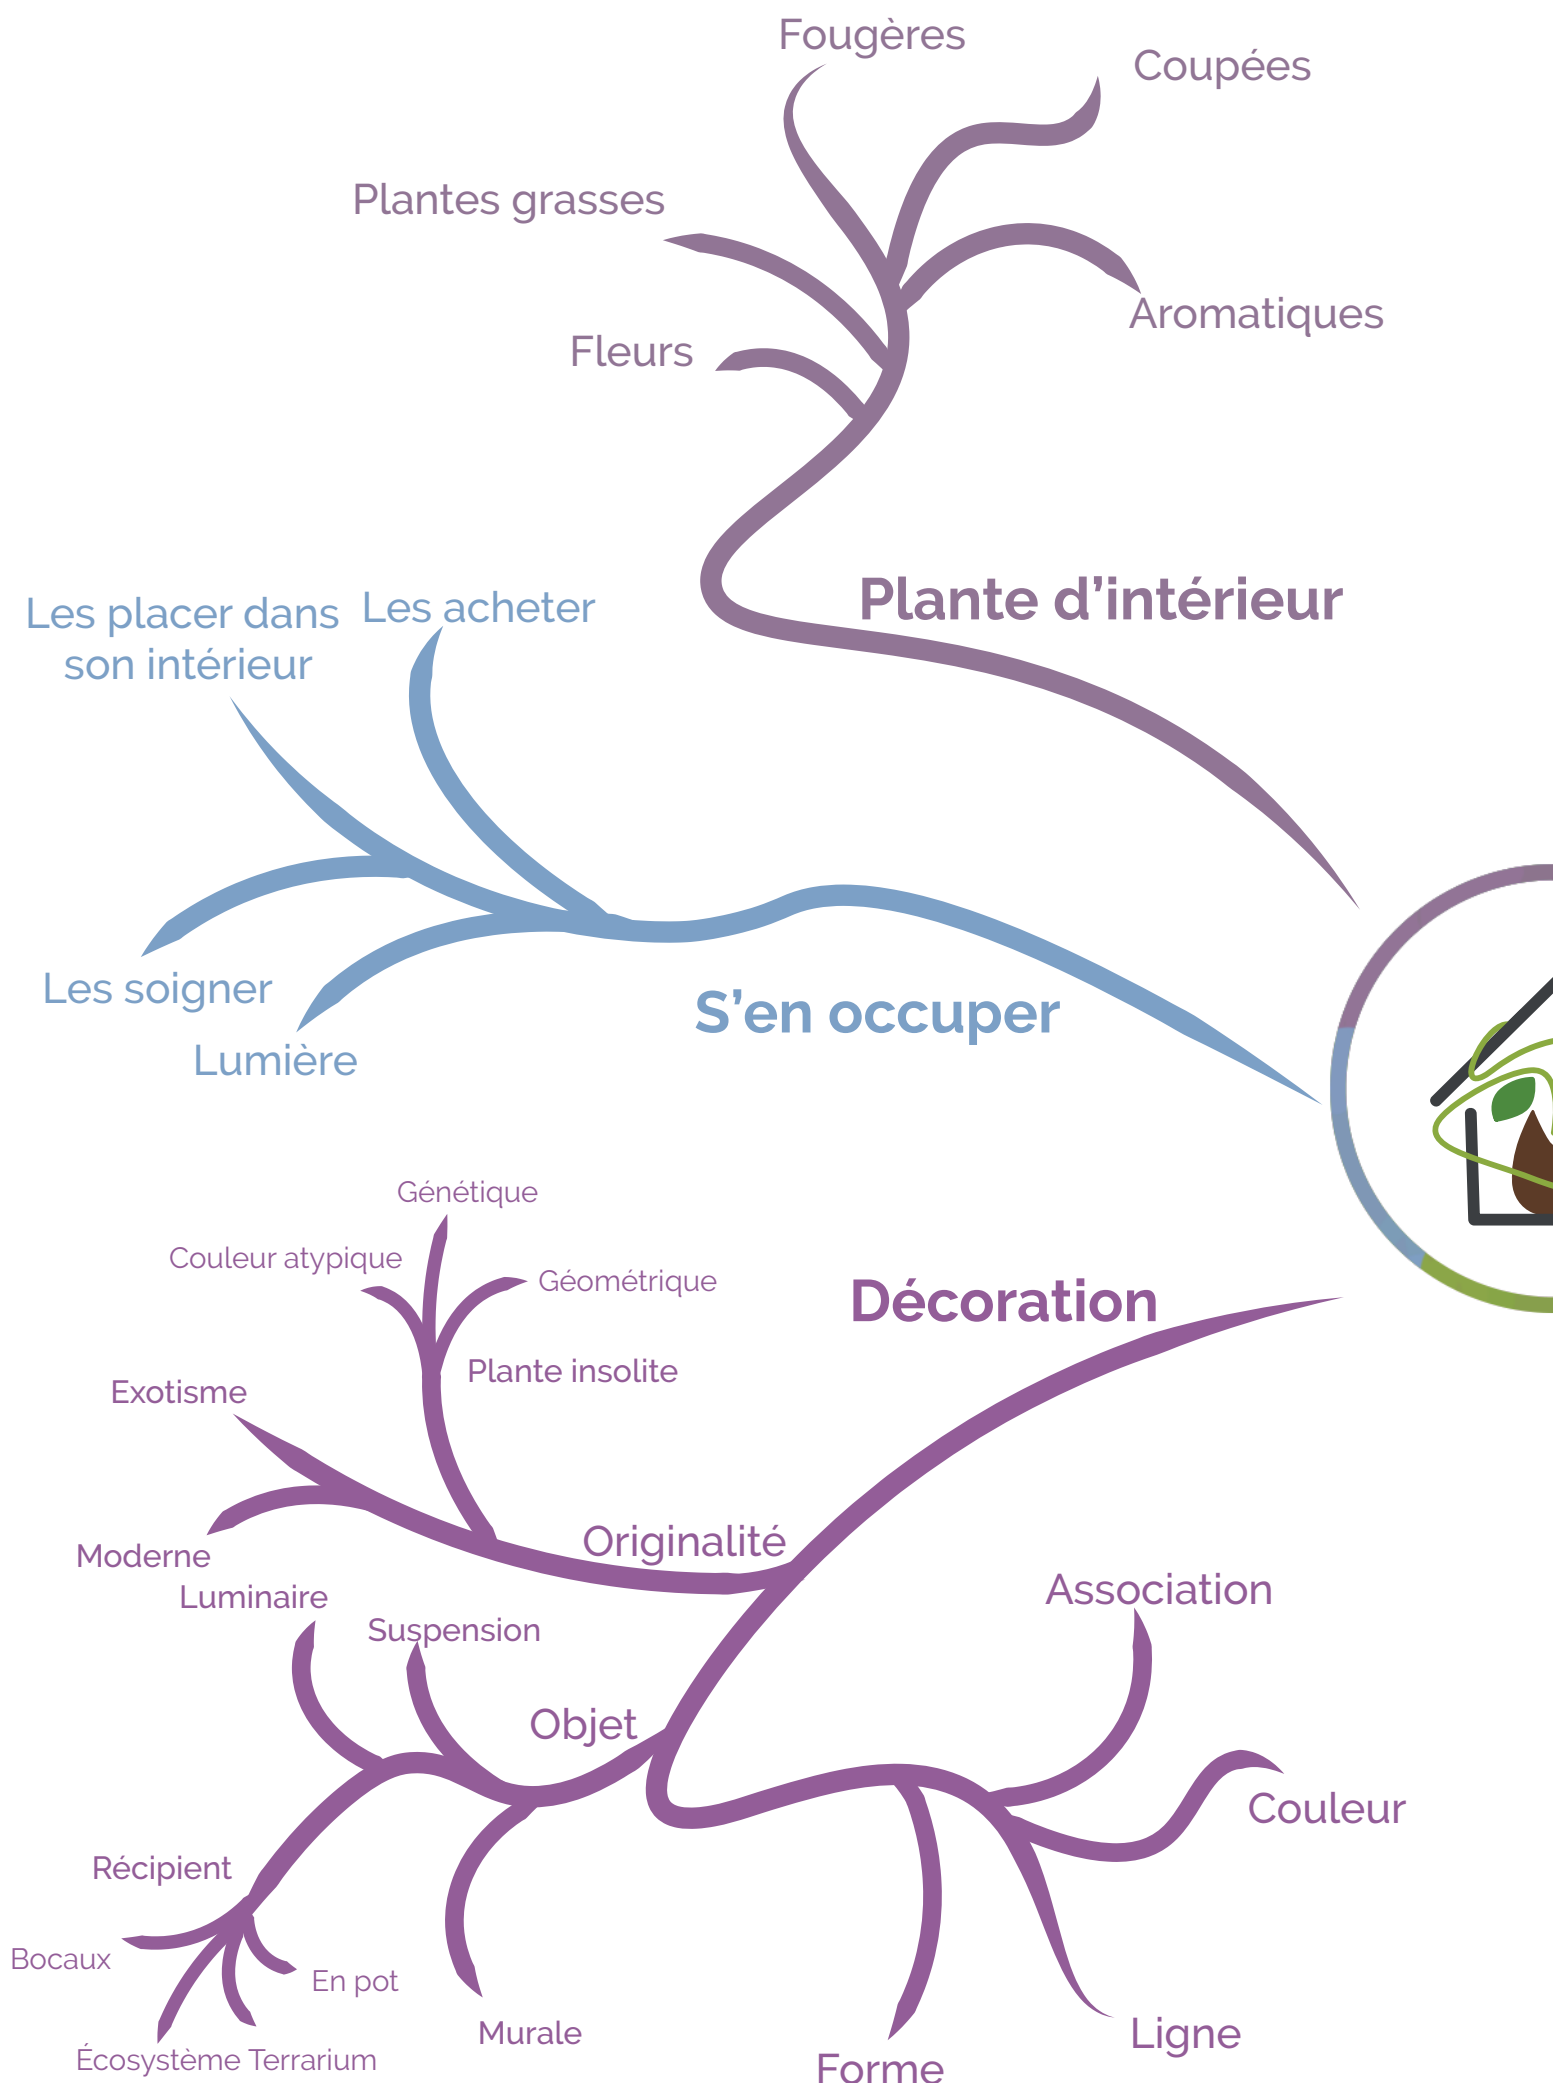 Fougères
Coupées
Plantes grasses
Aromatiques
Fleurs
Plante d’intérieur
Les placer dans
son intérieur
Les acheter
Les soigner
S’en occuper
Lumière
Génétique
Couleur atypique
Géométrique
Décoration
Plante insolite
Exotisme
Originalité
Moderne
Luminaire
Association
Suspension
Objet
Couleur
Récipient
Bocaux
En pot
Murale
Ligne
Écosystème Terrarium
Forme